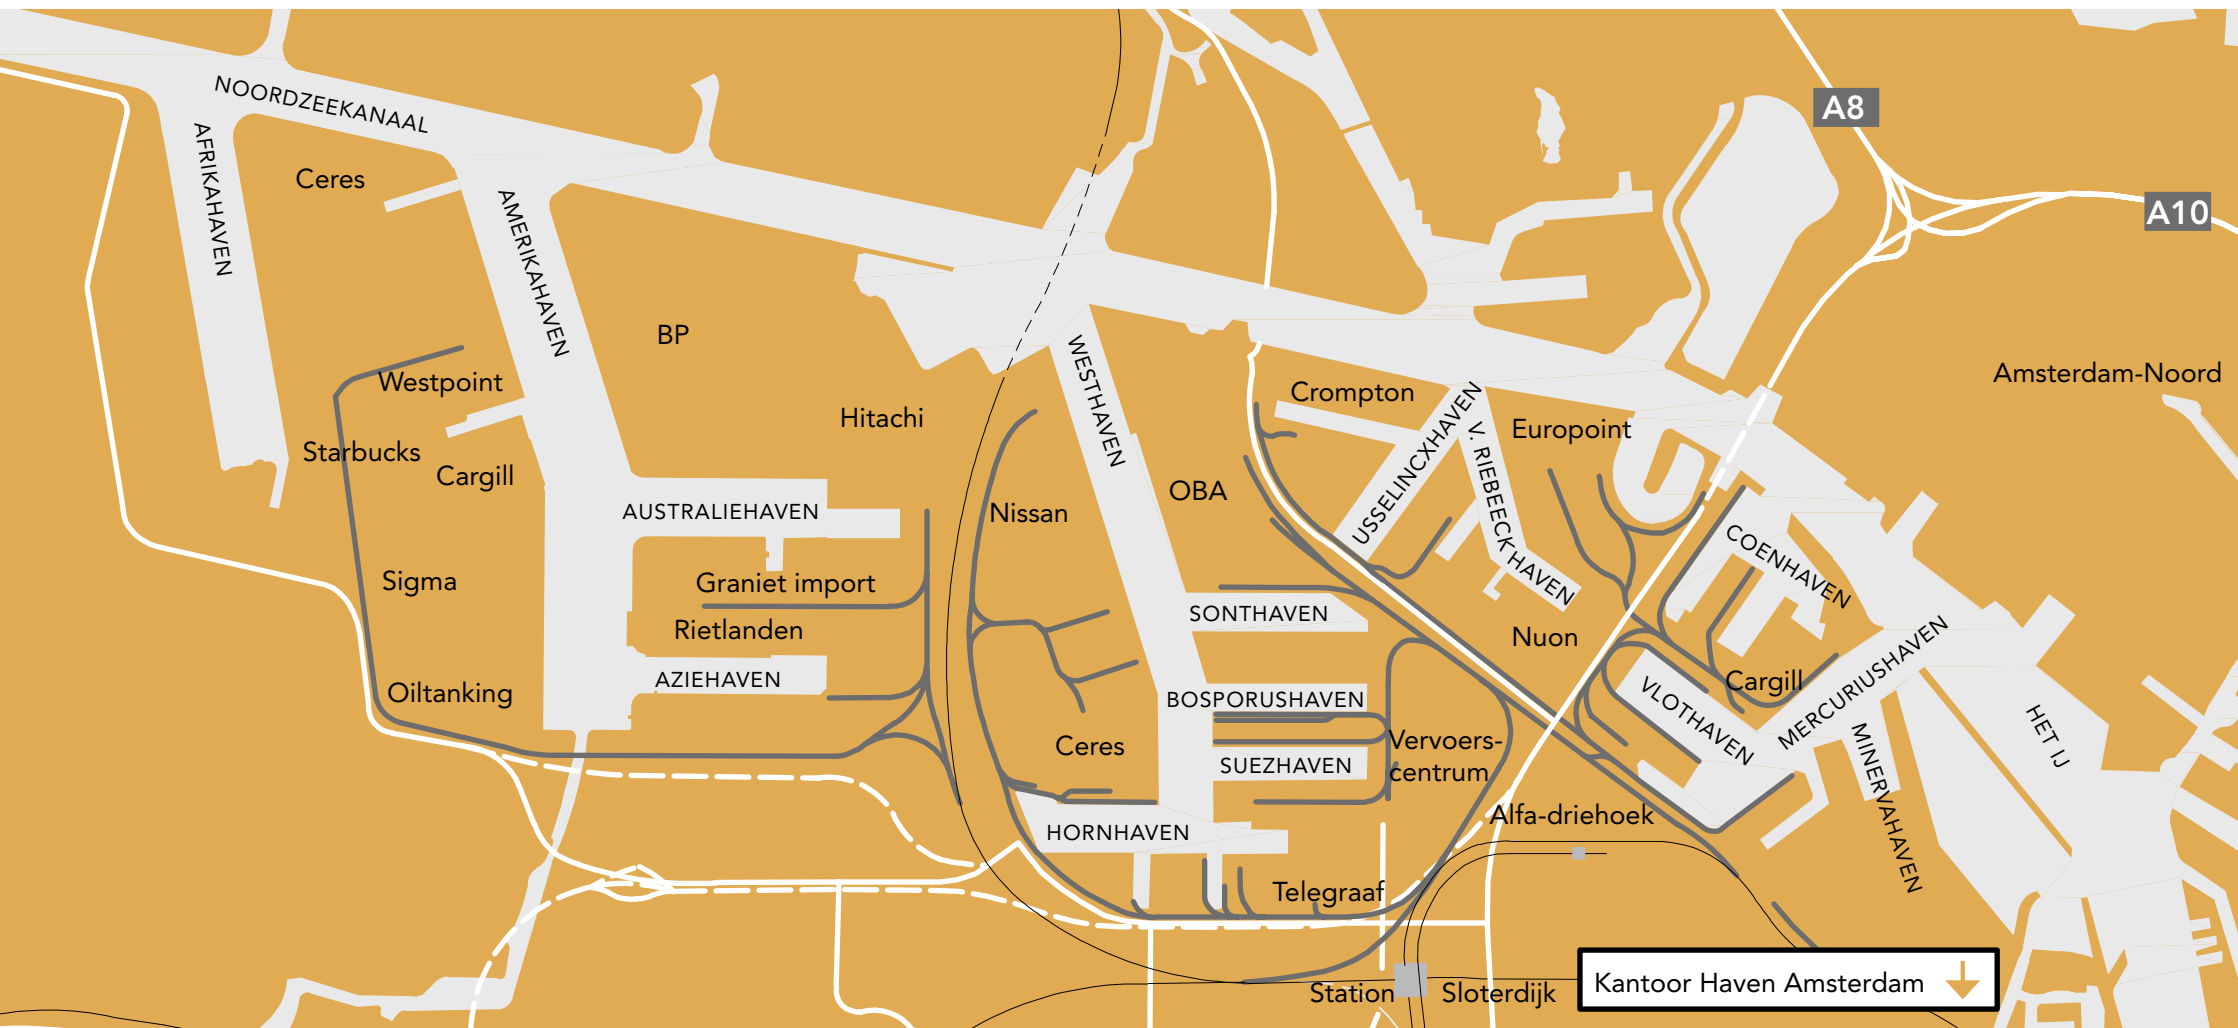 A8
NOORDZEEKANAAL
AFRIKAHAVEN
Ceres
AMERIKAHAVEN
A10
BP
WESTHAVEN
Amsterdam-Noord
Westpoint
Crompton
USSELINCXHAVEN
Hitachi
V. RIEBEECKHAVEN
Europoint
Starbucks
Cargill
OBA
AUSTRALIEHAVEN
Nissan
COENHAVEN
Sigma
Graniet import
SONTHAVEN
Rietlanden
Nuon
AZIEHAVEN
Oiltanking
BOSPORUSHAVEN
Cargill
MERCURIUSHAVEN
VLOTHAVEN
HET IJ
Ceres
Vervoers-
centrum
SUEZHAVEN
MINERVAHAVEN
Alfa-driehoek
HORNHAVEN
Telegraaf
Station
Sloterdijk
Kantoor Haven Amsterdam